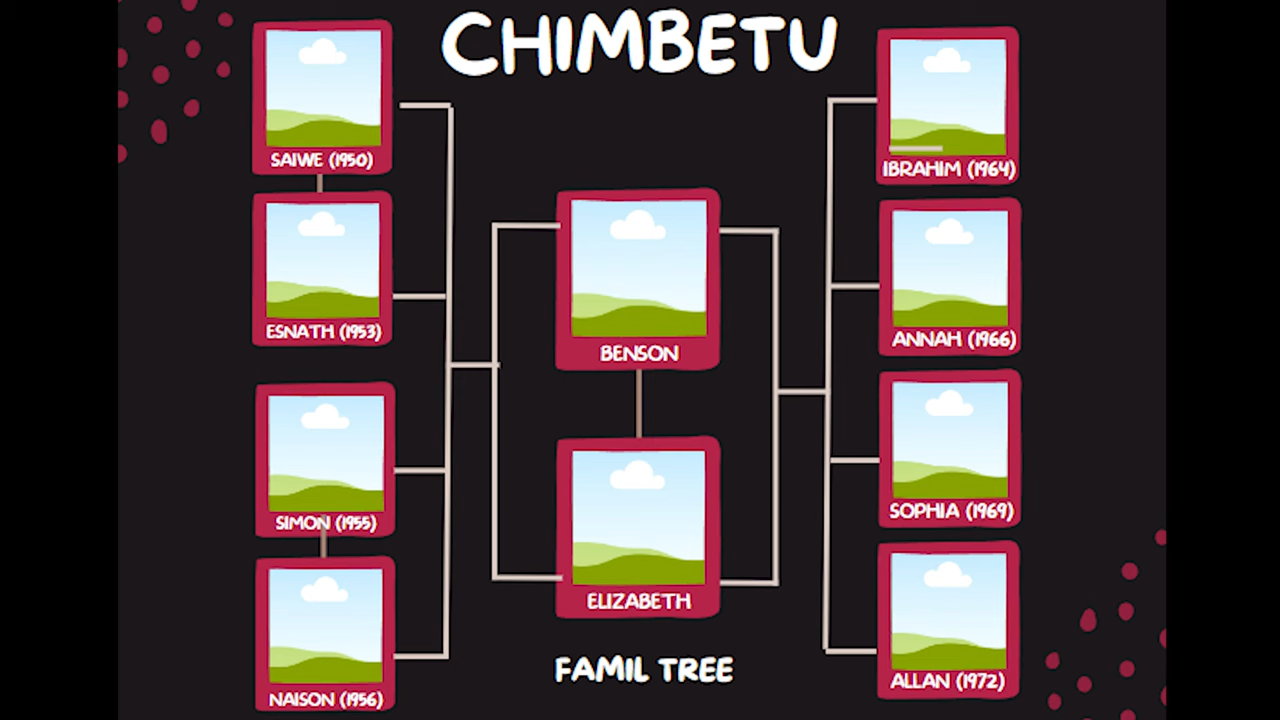 CHIMBETU
SAIWE (1950)
ESNATH (1953)
SIMON (1955)
NAISON (1956)
BENSON
ELIZABETH
IBRAHIM (1964)
ANNAH (1966)
SOPHIA (1969)
ALLAN (1972)
FAMIL TREE